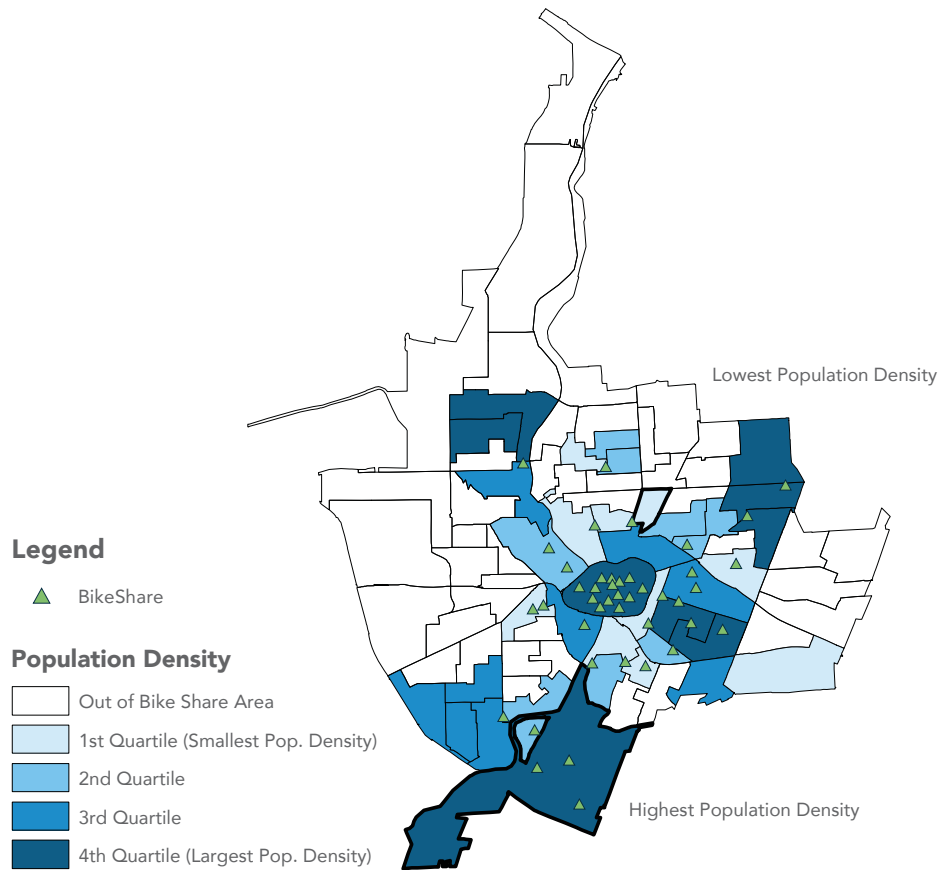 Lowest Population Density
Legend
BikeShare
Population Density
Out of Bike Share Area
1st Quartile (Smallest Pop. Density)
2nd Quartile
3rd Quartile
4th Quartile (Largest Pop. Density)
Highest Population Density